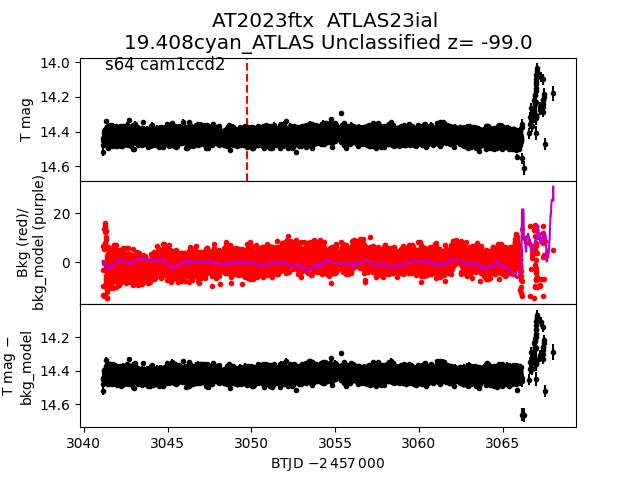 AT2023ftx  ATLAS23ial
19.408cyan_ATLAS Unclassified z= -99.0
s64 cam1ccd2
14.0
14.2
14.4
14.6
T mag
20
0
Bkg (red)/
bkg_model (purple)
14.2
14.4
14.6
T mag −
bkg_model
3040
3045
3050
3055
3060
3065
BTJD −2 457 000